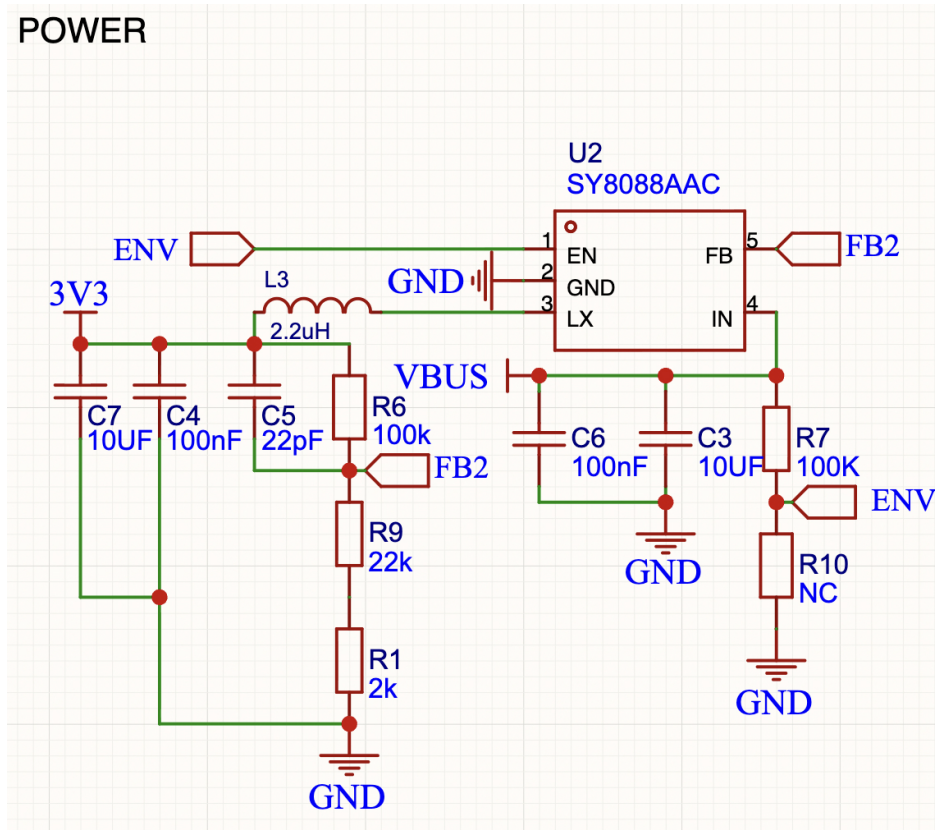 POWER
U2
SY8088AAC
ENV
1
EN
FB
5
FB2
GND
2
GND
3V3
L3
2.2uH
3
LX
IN
4
VBUS
C7
10UF
C4
100nF
C5
22pF
R6
100k
C6
100nF
C3
10UF
R7
100K
FB2
ENV
R9
22k
GND
R10
NC
R1
2k
GND
GND